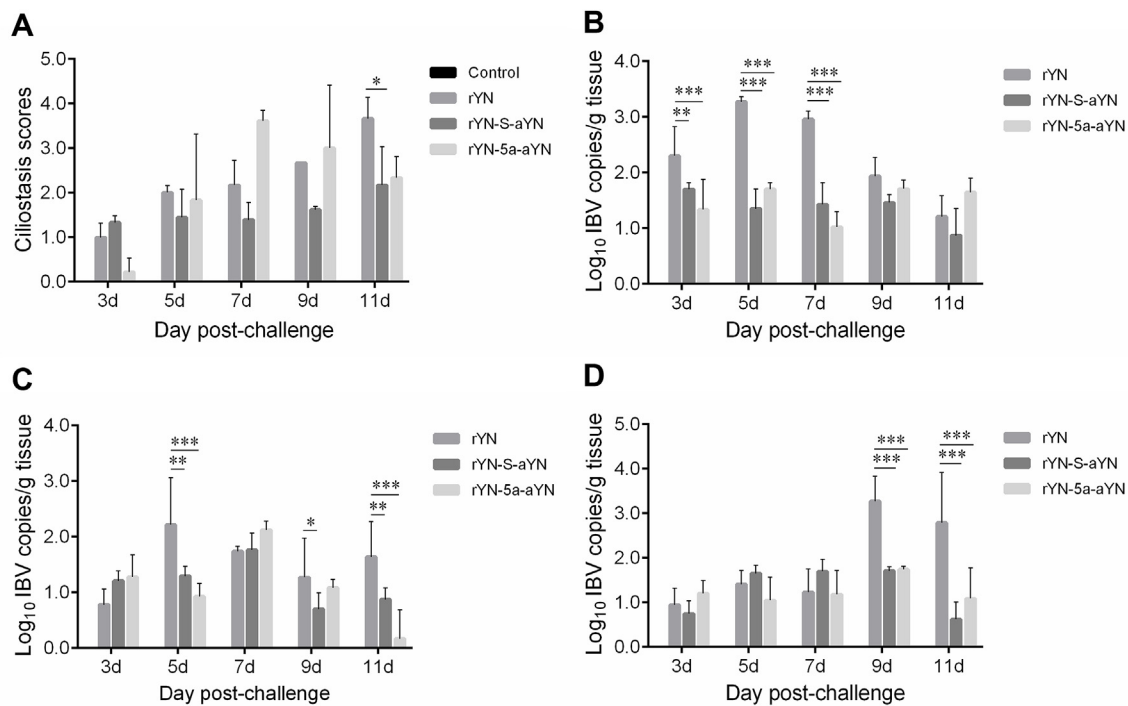 A
Ciliostasis scores
5.0
4.0
3.0
2.0
1.0
0.0
*
3d 5d 7d 9d 11d
Day post-challenge
Control
rYN
rYN-S-aYN
rYN-5a-aYN
B
Log10 IBV copies/g tissue
4.0
3.0
2.0
1.0
0.0
***
**
***
***
***
***
3d 5d 7d 9d 11d
Day post-challenge
rYN
rYN-S-aYN
rYN-5a-aYN
C
Log10 IBV copies/g tissue
4.0
3.0
2.0
1.0
0.0
***
**
*
***
**
3d 5d 7d 9d 11d
Day post-challenge
rYN
rYN-S-aYN
rYN-5a-aYN
D
Log10 IBV copies/g tissue
5.0
4.0
3.0
2.0
1.0
0.0
***
***
***
***
3d 5d 7d 9d 11d
Day post-challenge
rYN
rYN-S-aYN
rYN-5a-aYN